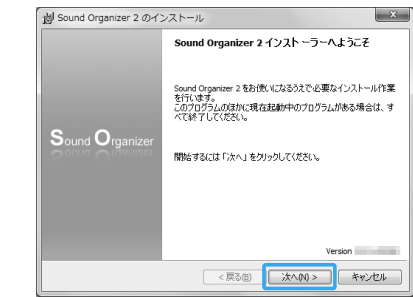 Sound Organizer 2 のインストール
Sound Organizer 2 インストーラーへようこそ
Sound Organizer 2 をお使いになるうえで必要なインストール作業
を行います。
このプログラムのほかに現在起動中のプログラムがある場合は、す
べて終了してください。
Sound Organizer
開始するには「次へ」をクリックしてください。
Version
< 戻る(B)
次へ(N) >
キャンセル